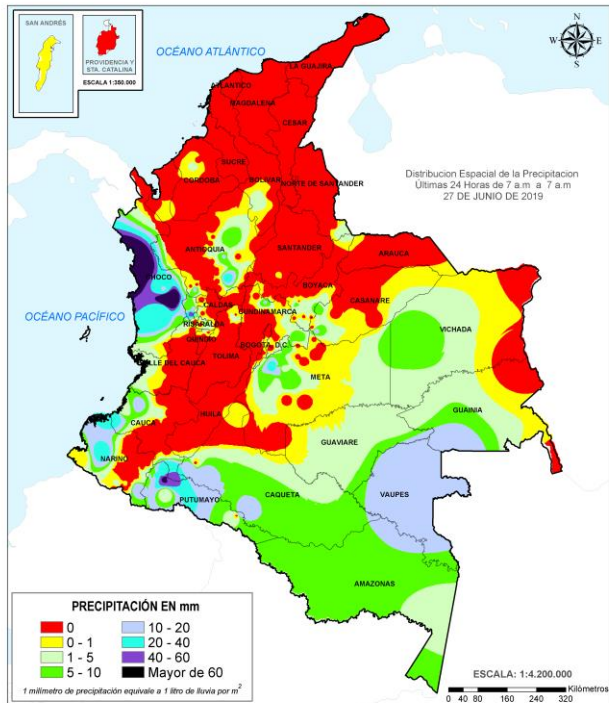 SAN ANDRÉS
PROVIDENCIA Y
STA. CATALINA
ESCALA 1:350.000
OCÉANO ATLÁNTICO
N
W
E
S
LA GUAJIRA
ATLANTICO
MAGDALENA
CESAR
SUCRE
CORDOBA
BOLIVAR
NORTE DE SANTANDER
Distribucion Espacial de la Precipitacion
Últimas 24 Horas de 7 a.m a 7 a.m
27 DE JUNIO DE 2019
ANTIOQUIA
SANTANDER
ARAUCA
CHOCO
BOYACA
CASANARE
CALDAS
CUNDINAMARCA
RISARALDA
OCÉANO PACÍFICO
BOGOTA, D.C.
VICHADA
QUINDIO
TOLIMA
VALLE DEL CAUCA
META
GUAINIA
CAUCA
HUILA
GUAVIARE
NARIÑO
CAQUETA
VAUPES
PUTUMAYO
AMAZONAS
PRECIPITACIÓN EN mm
0
10 - 20
0 - 1
20 - 40
1 - 5
40 - 60
5 - 10
Mayor de 60
1 milimetro de precipitación equivale a 1 litro de lluvia por m²
ESCALA: 1:4.200.000
Kilómetros
0 40 80 160 240 320